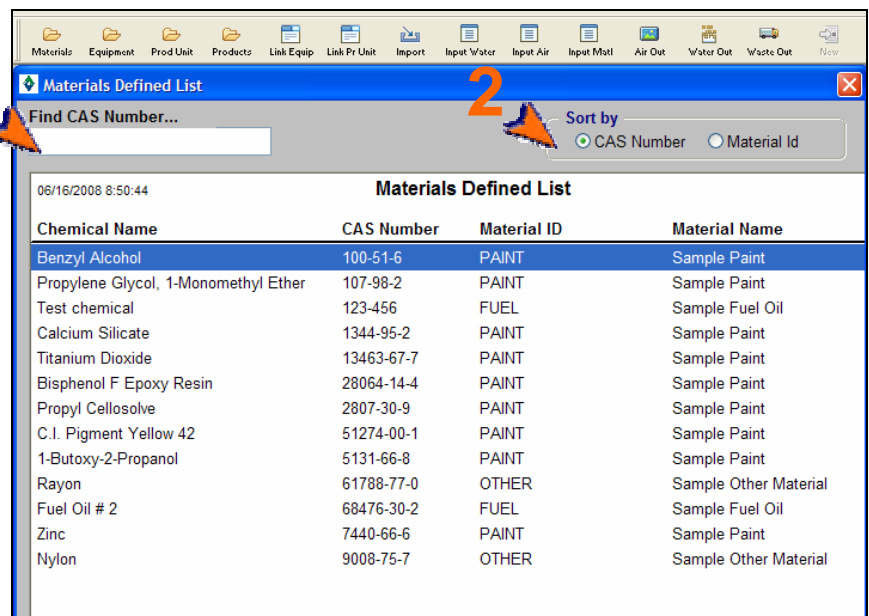 Materials Equipment Prod Unit Products Link Equip Link Pr Unit Import Input Water Input Air Input Matl Air Out Water Out Waste Out New
Materials Defined List
2
Find CAS Number...
Sort by
CAS Number Material Id
06/16/2008 8:50:44 Materials Defined List
Chemical Name CAS Number Material ID Material Name
Benzyl Alcohol 100-51-6 PAINT Sample Paint
Propylene Glycol, 1-Monomethyl Ether 107-98-2 PAINT Sample Paint
Test chemical 123-456 FUEL Sample Fuel Oil
Calcium Silicate 1344-95-2 PAINT Sample Paint
Titanium Dioxide 13463-67-7 PAINT Sample Paint
Bisphenol F Epoxy Resin 28064-14-4 PAINT Sample Paint
Propyl Cellosolve 2807-30-9 PAINT Sample Paint
C.I. Pigment Yellow 42 51274-00-1 PAINT Sample Paint
1-Butoxy-2-Propanol 5131-66-8 PAINT Sample Paint
Rayon 61788-77-0 OTHER Sample Other Material
Fuel Oil # 2 68476-30-2 FUEL Sample Fuel Oil
Zinc 7440-66-6 PAINT Sample Paint
Nylon 9008-75-7 OTHER Sample Other Material